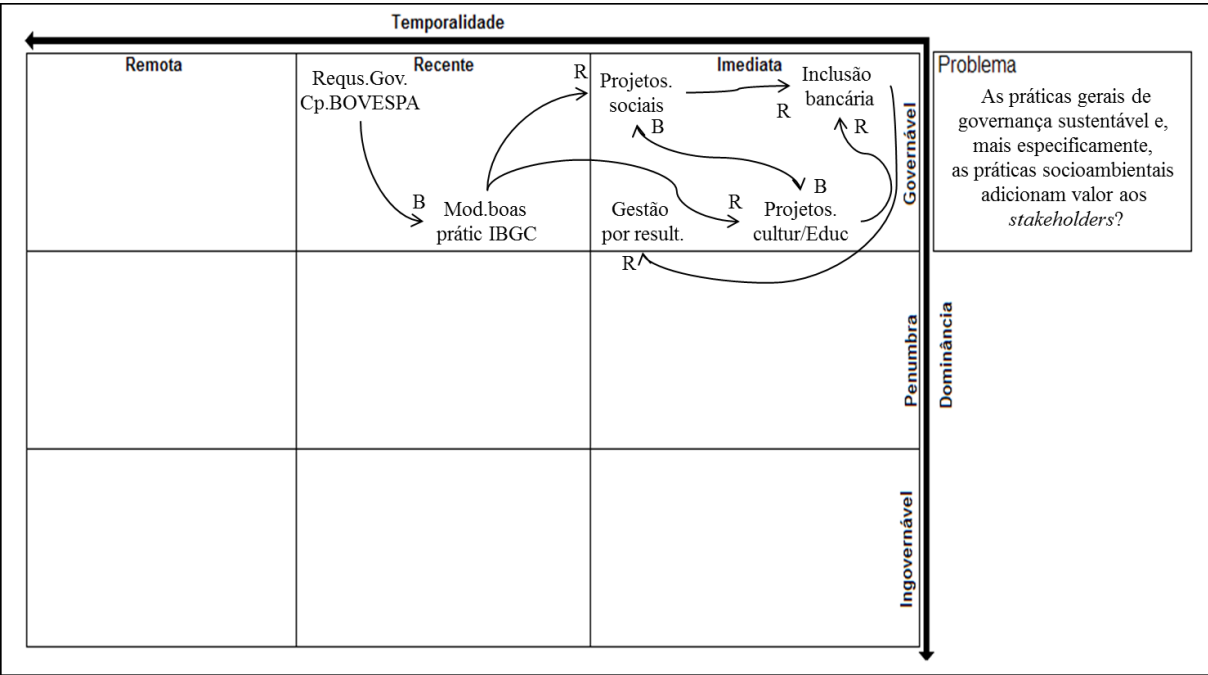 Temporalidade
Remota
Recente
Imediata
Requs.Gov.
Cp.BOVESPA
B
Mod.boas
prátic IBGC
R
Projetos.
sociais
B
R
Inclusão
bancária
R
R
Gestão
por result.
R
B
Projetos.
cultur/Educ
Governável
Penumbra
Ingovernável
Dominância
Problema
As práticas gerais de
governança sustentável e,
mais especificamente,
as práticas socioambientais
adicionam valor aos
stakeholders?